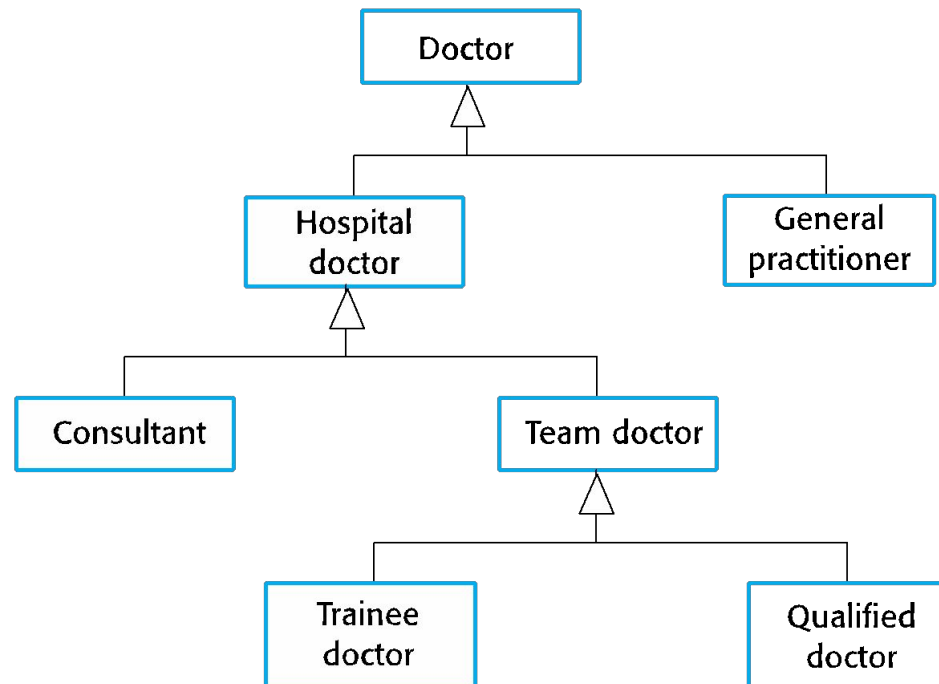 Doctor
Hospital
doctor
General
practitioner
Consultant
Team doctor
Trainee
doctor
Qualified
doctor